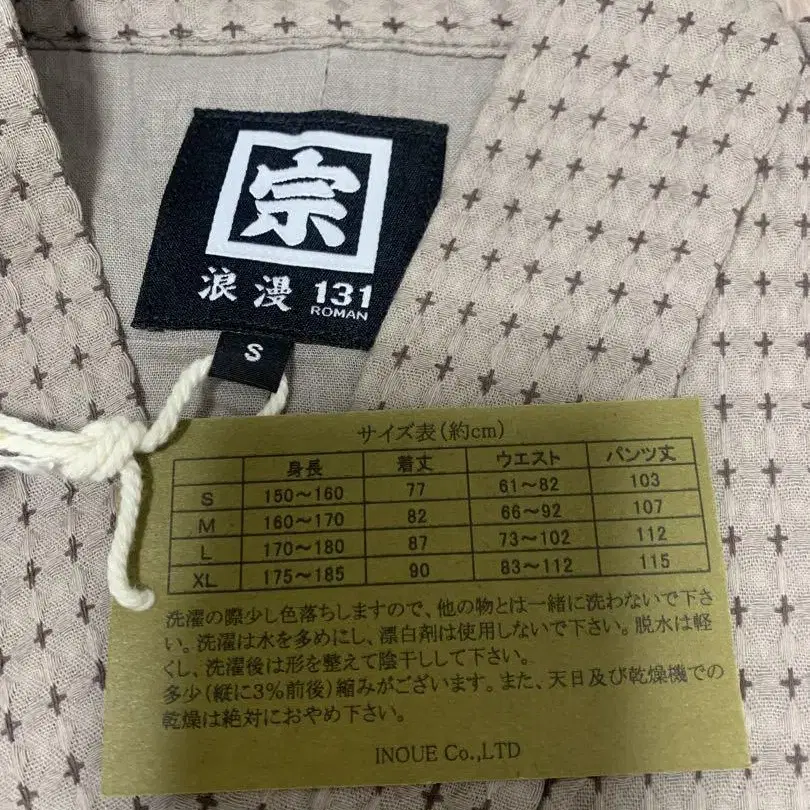 宗
浪漫 131
ROMAN
S
サイズ表(約cm)
身長 着丈 ウエスト パンツ丈
S 150～160 77 61～82 103
M 160～170 82 66～92 107
L 170～180 87 73～102 112
XL 175～185 90 83～112 115
洗濯の際少し色落ちしますので、他の物とは一緒に洗わないで下さ
い。洗濯は水を多めにし、漂白剤は使用しないで下さい。脱水は軽
くし、洗濯後は形を整えて陰干しして下さい。
多少(縦に3%前後)縮みがございます。また、天日及び乾燥機での
乾燥は絶対におやめ下さい。
INOUE Co.,LTD